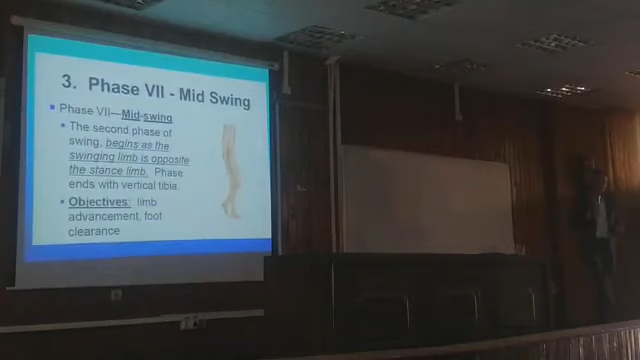 3. Phase VII - Mid Swing
Phase VII—Mid-swing
The second phase of
swing, begins as the
swinging limb is opposite
the stance limb. Phase
ends with vertical tibia.
Objectives: limb
advancement, foot
clearance